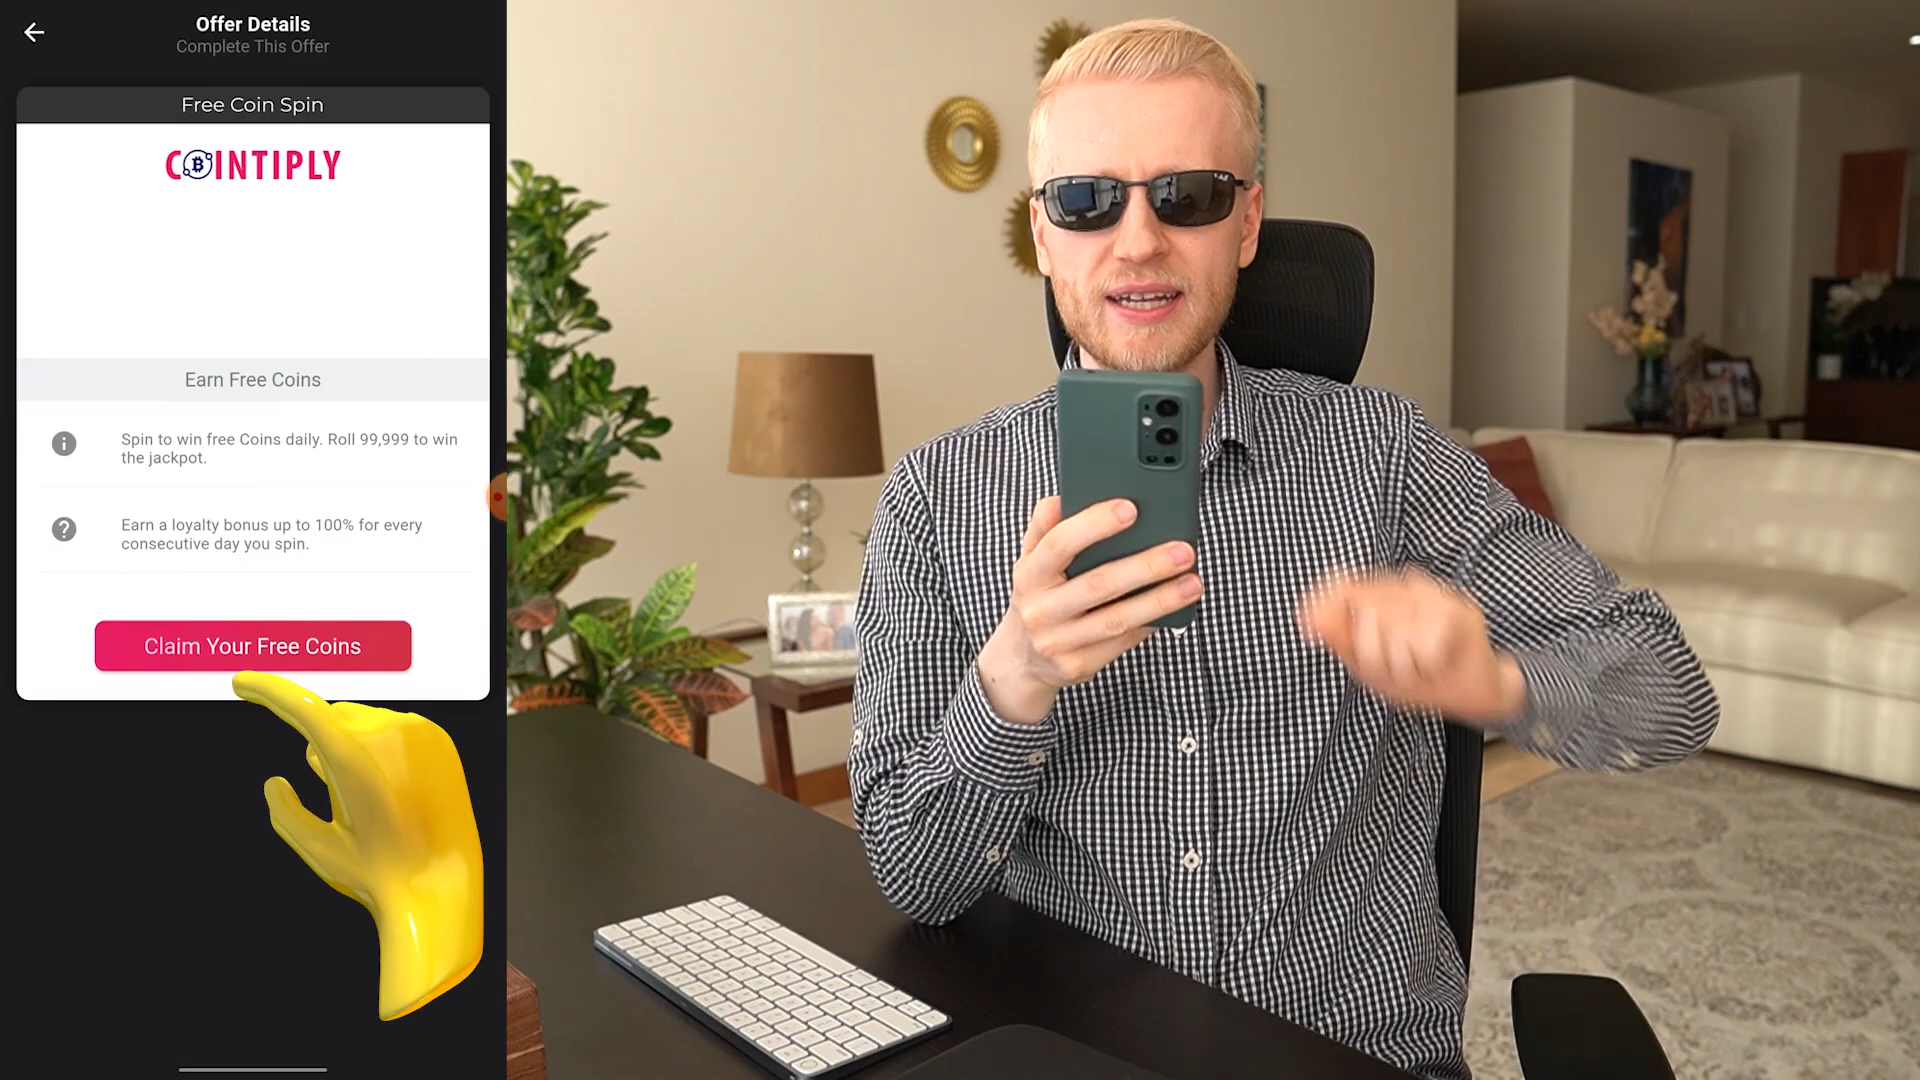 Offer Details
Complete This Offer
Free Coin Spin
COINTIPLY
Earn Free Coins
Spin to win free Coins daily. Roll 99,999 to win
the jackpot.
Earn a loyalty bonus up to 100% for every
consecutive day you spin.
Claim Your Free Coins